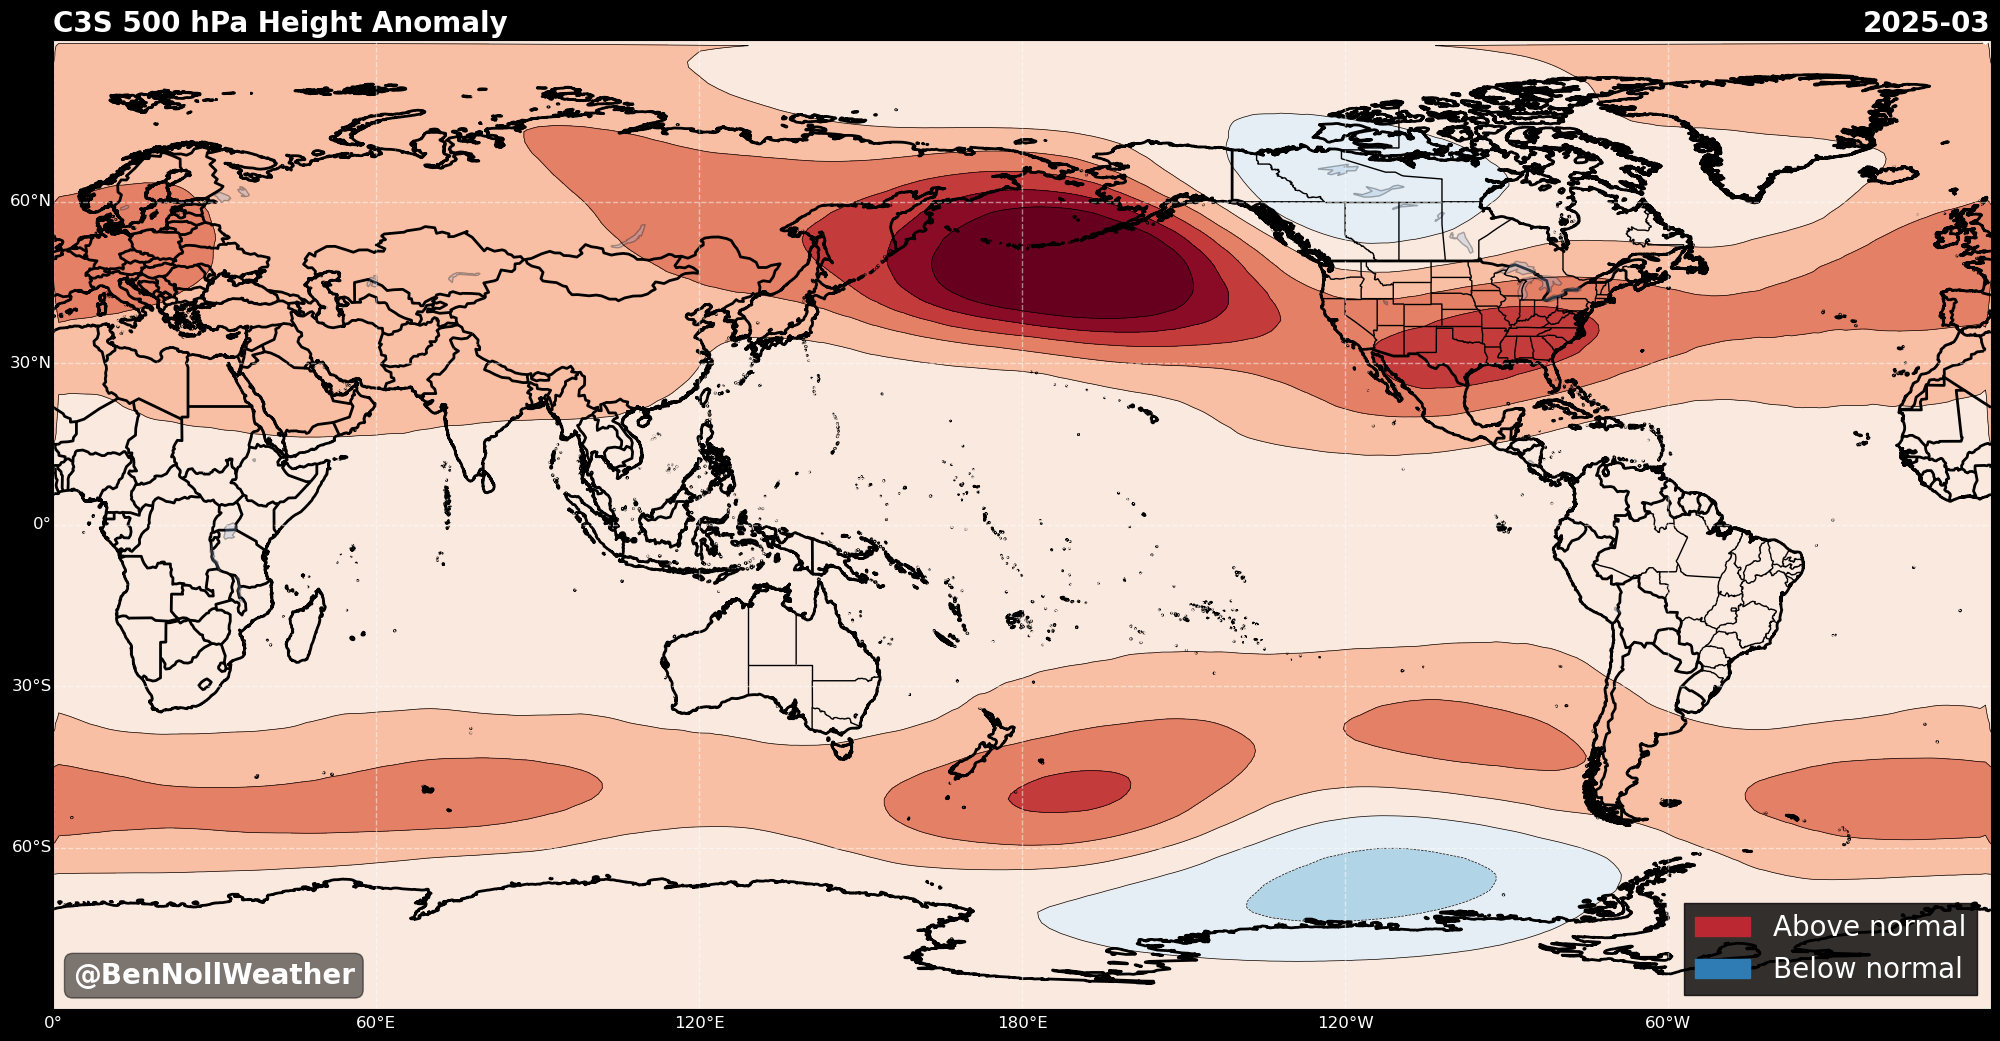 C3S 500 hPa Height Anomaly
2025-03
60°N
30°N
0°
30°S
60°S
Above normal
Below normal
@BenNollWeather
0°
60°E
120°E
180°E
120°W
60°W